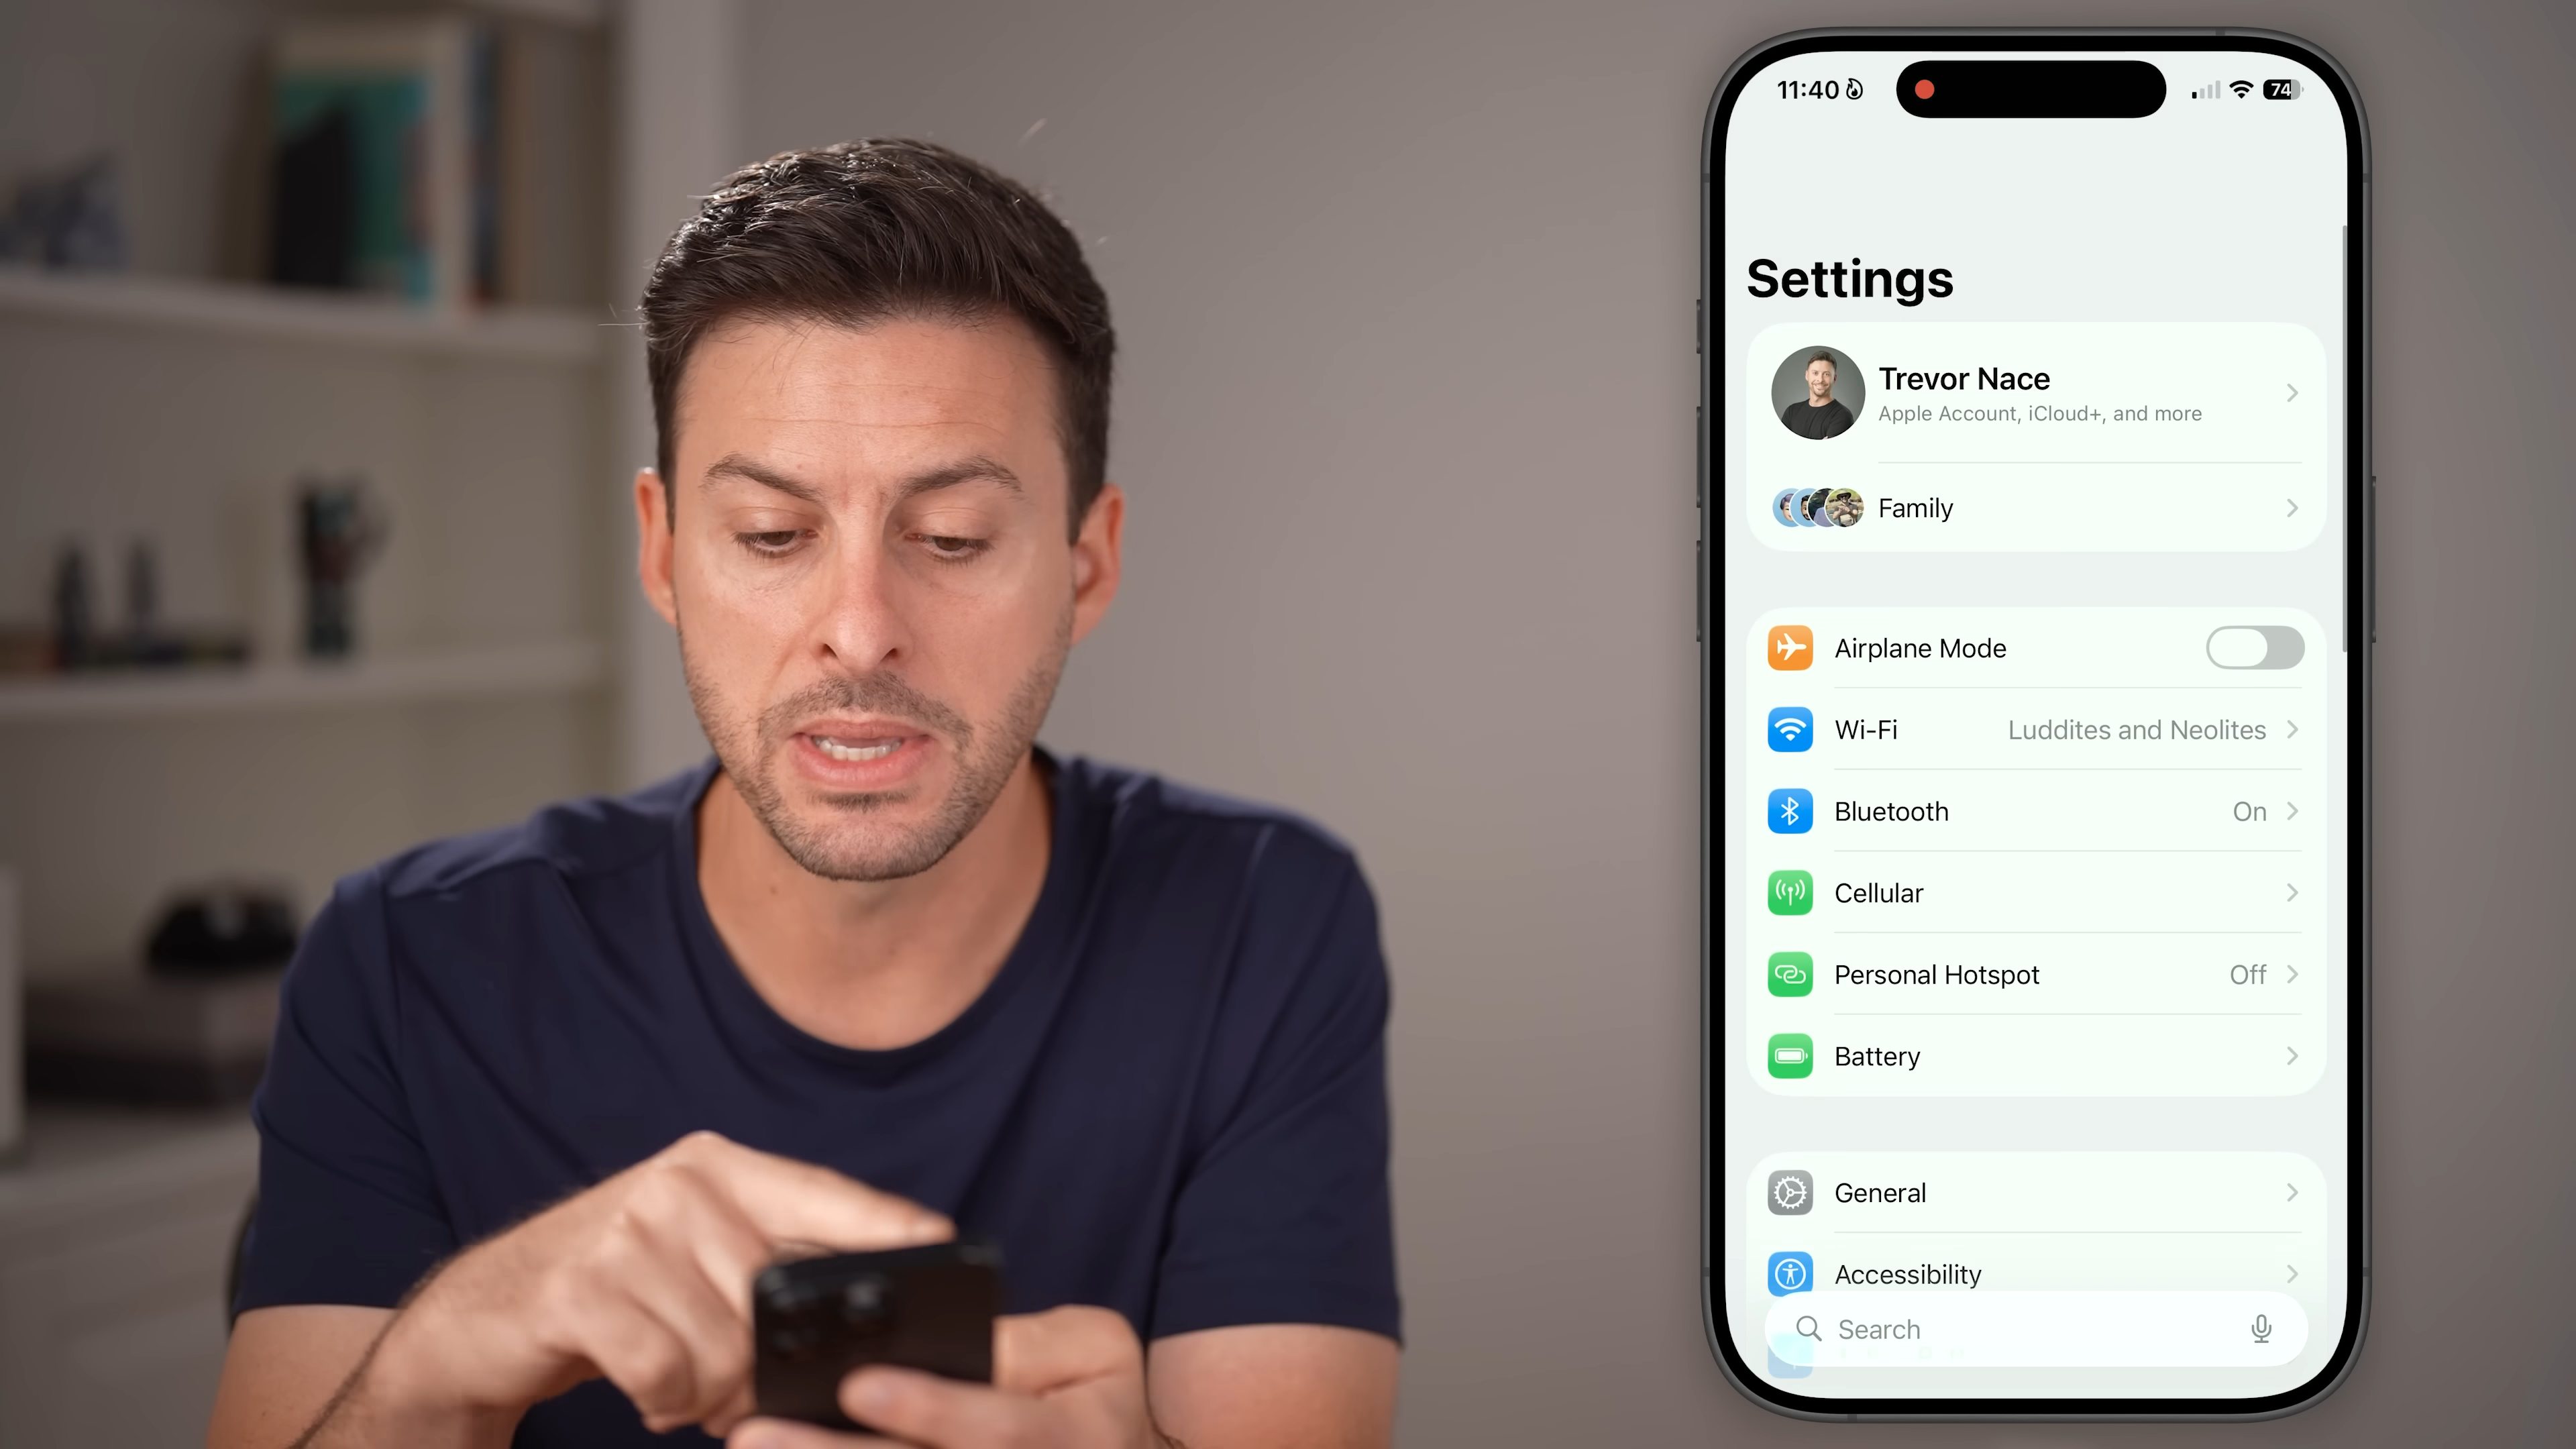 11:40
74
Settings
Trevor Nace
Apple Account, iCloud+, and more
Family
Airplane Mode
Wi-Fi Luddites and Neolites
Bluetooth On
Cellular
Personal Hotspot Off
Battery
General
Accessibility
Search